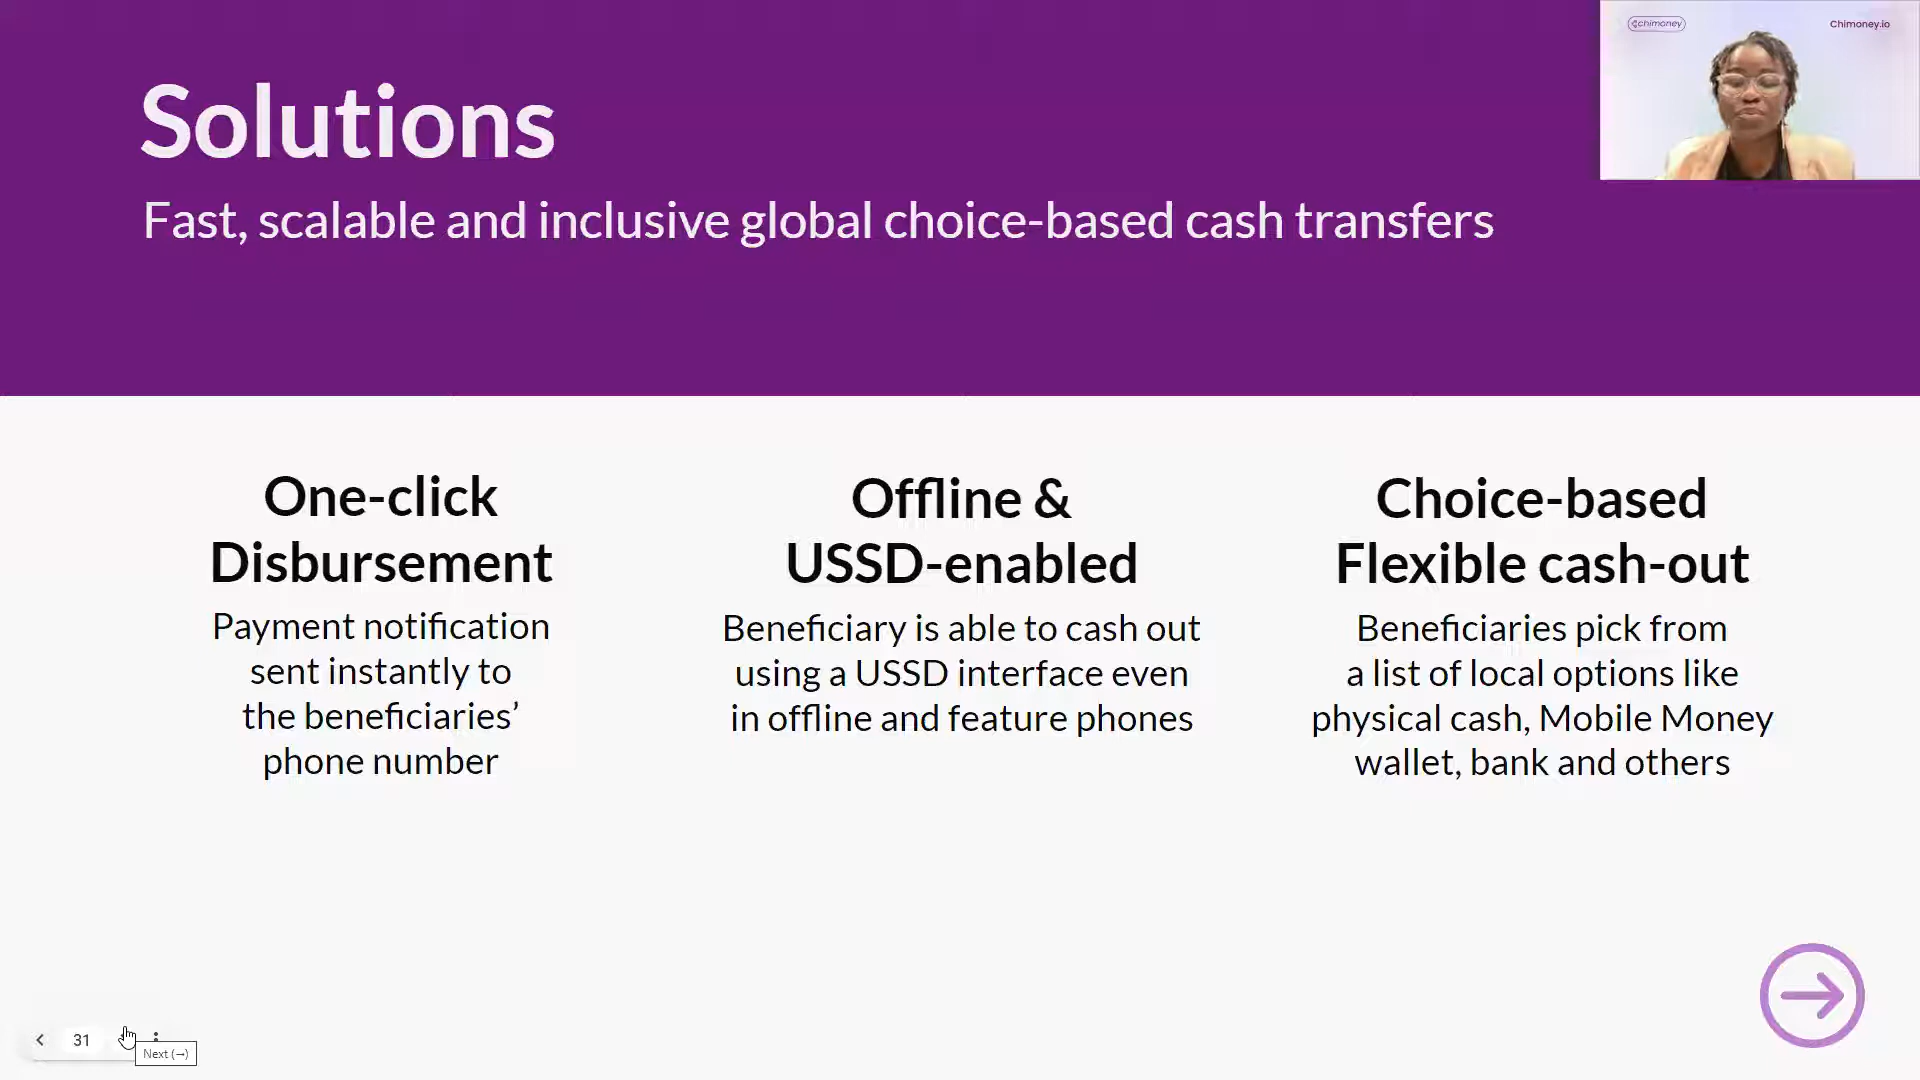 chimoney
Chimoney.io
Solutions
Fast, scalable and inclusive global choice-based cash transfers
One-click
Disbursement
Payment notification
sent instantly to
the beneficiaries’
phone number
Offline &
USSD-enabled
Beneficiary is able to cash out
using a USSD interface even
in offline and feature phones
Choice-based
Flexible cash-out
Beneficiaries pick from
a list of local options like
physical cash, Mobile Money
wallet, bank and others
31
Next (→)